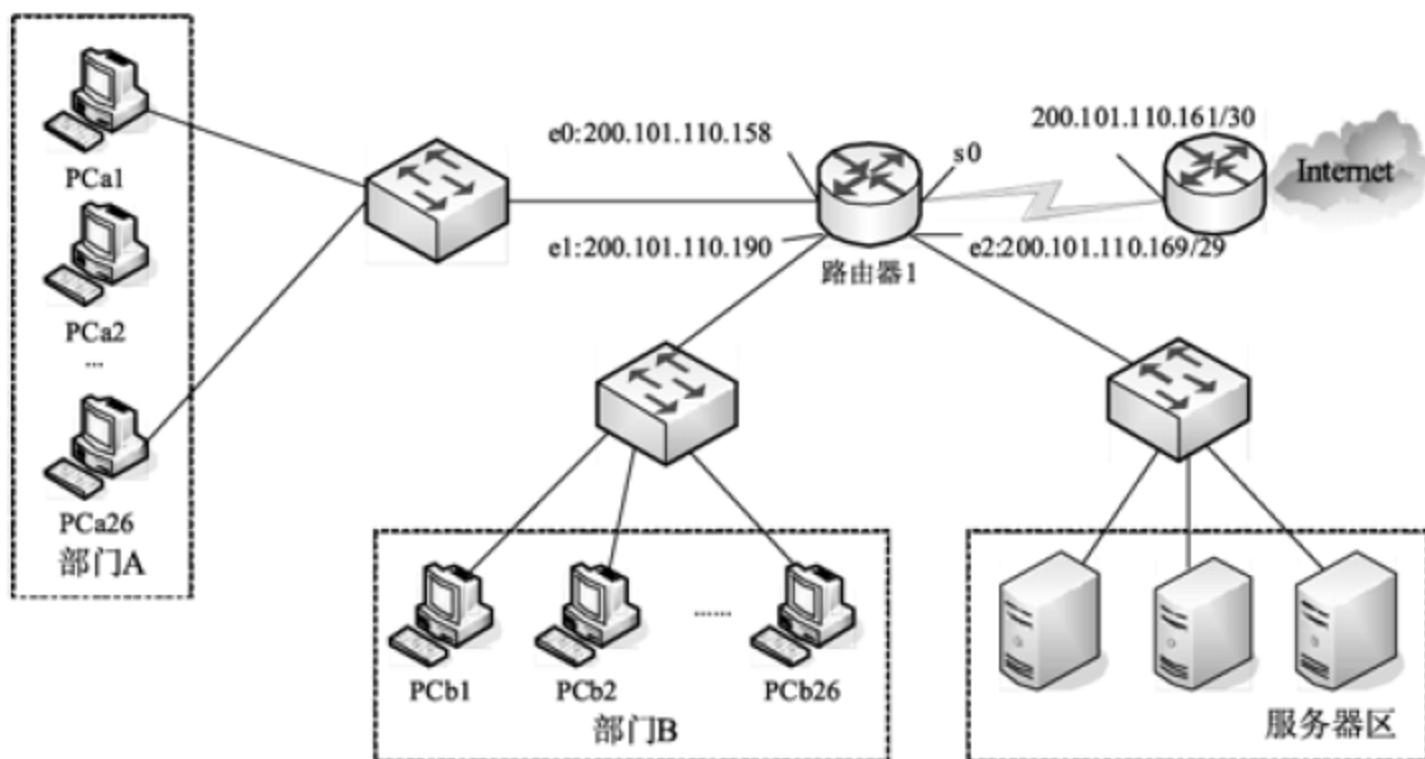 PCa1
PCa2
...
PCa26
部门A
e0:200.101.110.158
e1:200.101.110.190
s0
路由器1
200.101.110.161/30
Internet
e2:200.101.110.169/29
PCb1
PCb2
......
PCb26
部门B
服务器区